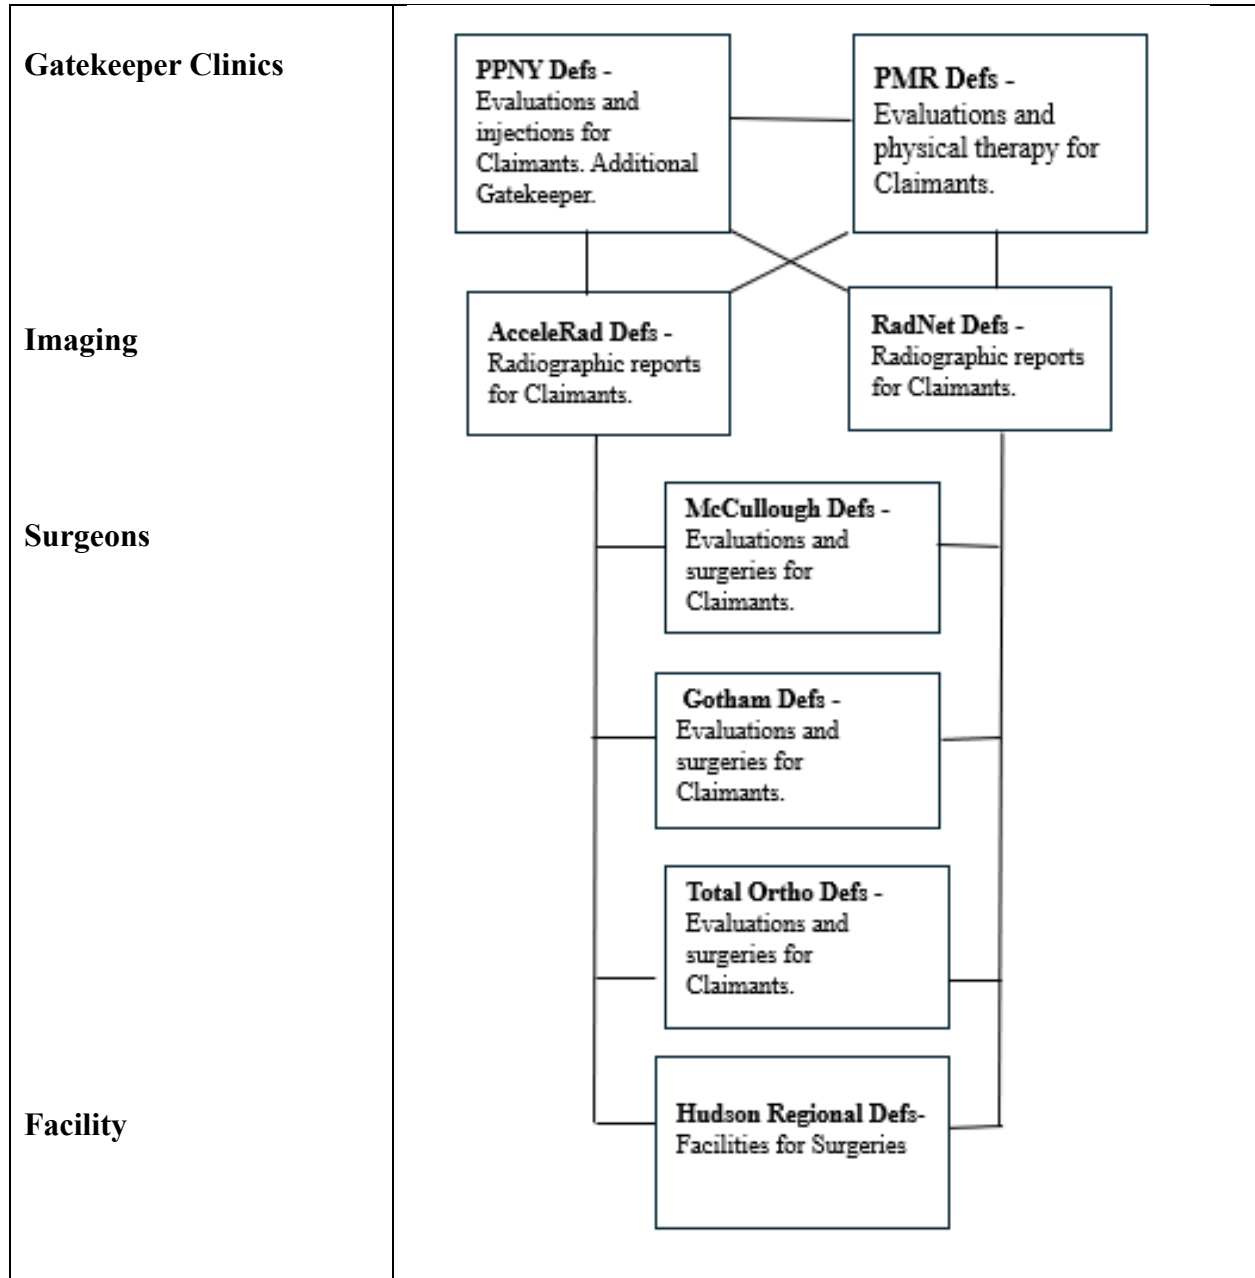 Gatekeeper Clinics
PPNY Defs -
Evaluations and
injections for
Claimants. Additional
Gatekeeper.
PMR Defs -
Evaluations and
physical therapy for
Claimants.
Imaging
AcceleRad Defs -
Radiographic reports
for Claimants.
RadNet Defs -
Radiographic reports
for Claimants.
Surgeons
McCullough Defs -
Evaluations and
surgeries for
Claimants.
Gotham Defs -
Evaluations and
surgeries for
Claimants.
Total Ortho Defs -
Evaluations and
surgeries for
Claimants.
Facility
Hudson Regional Defs-
Facilities for Surgeries